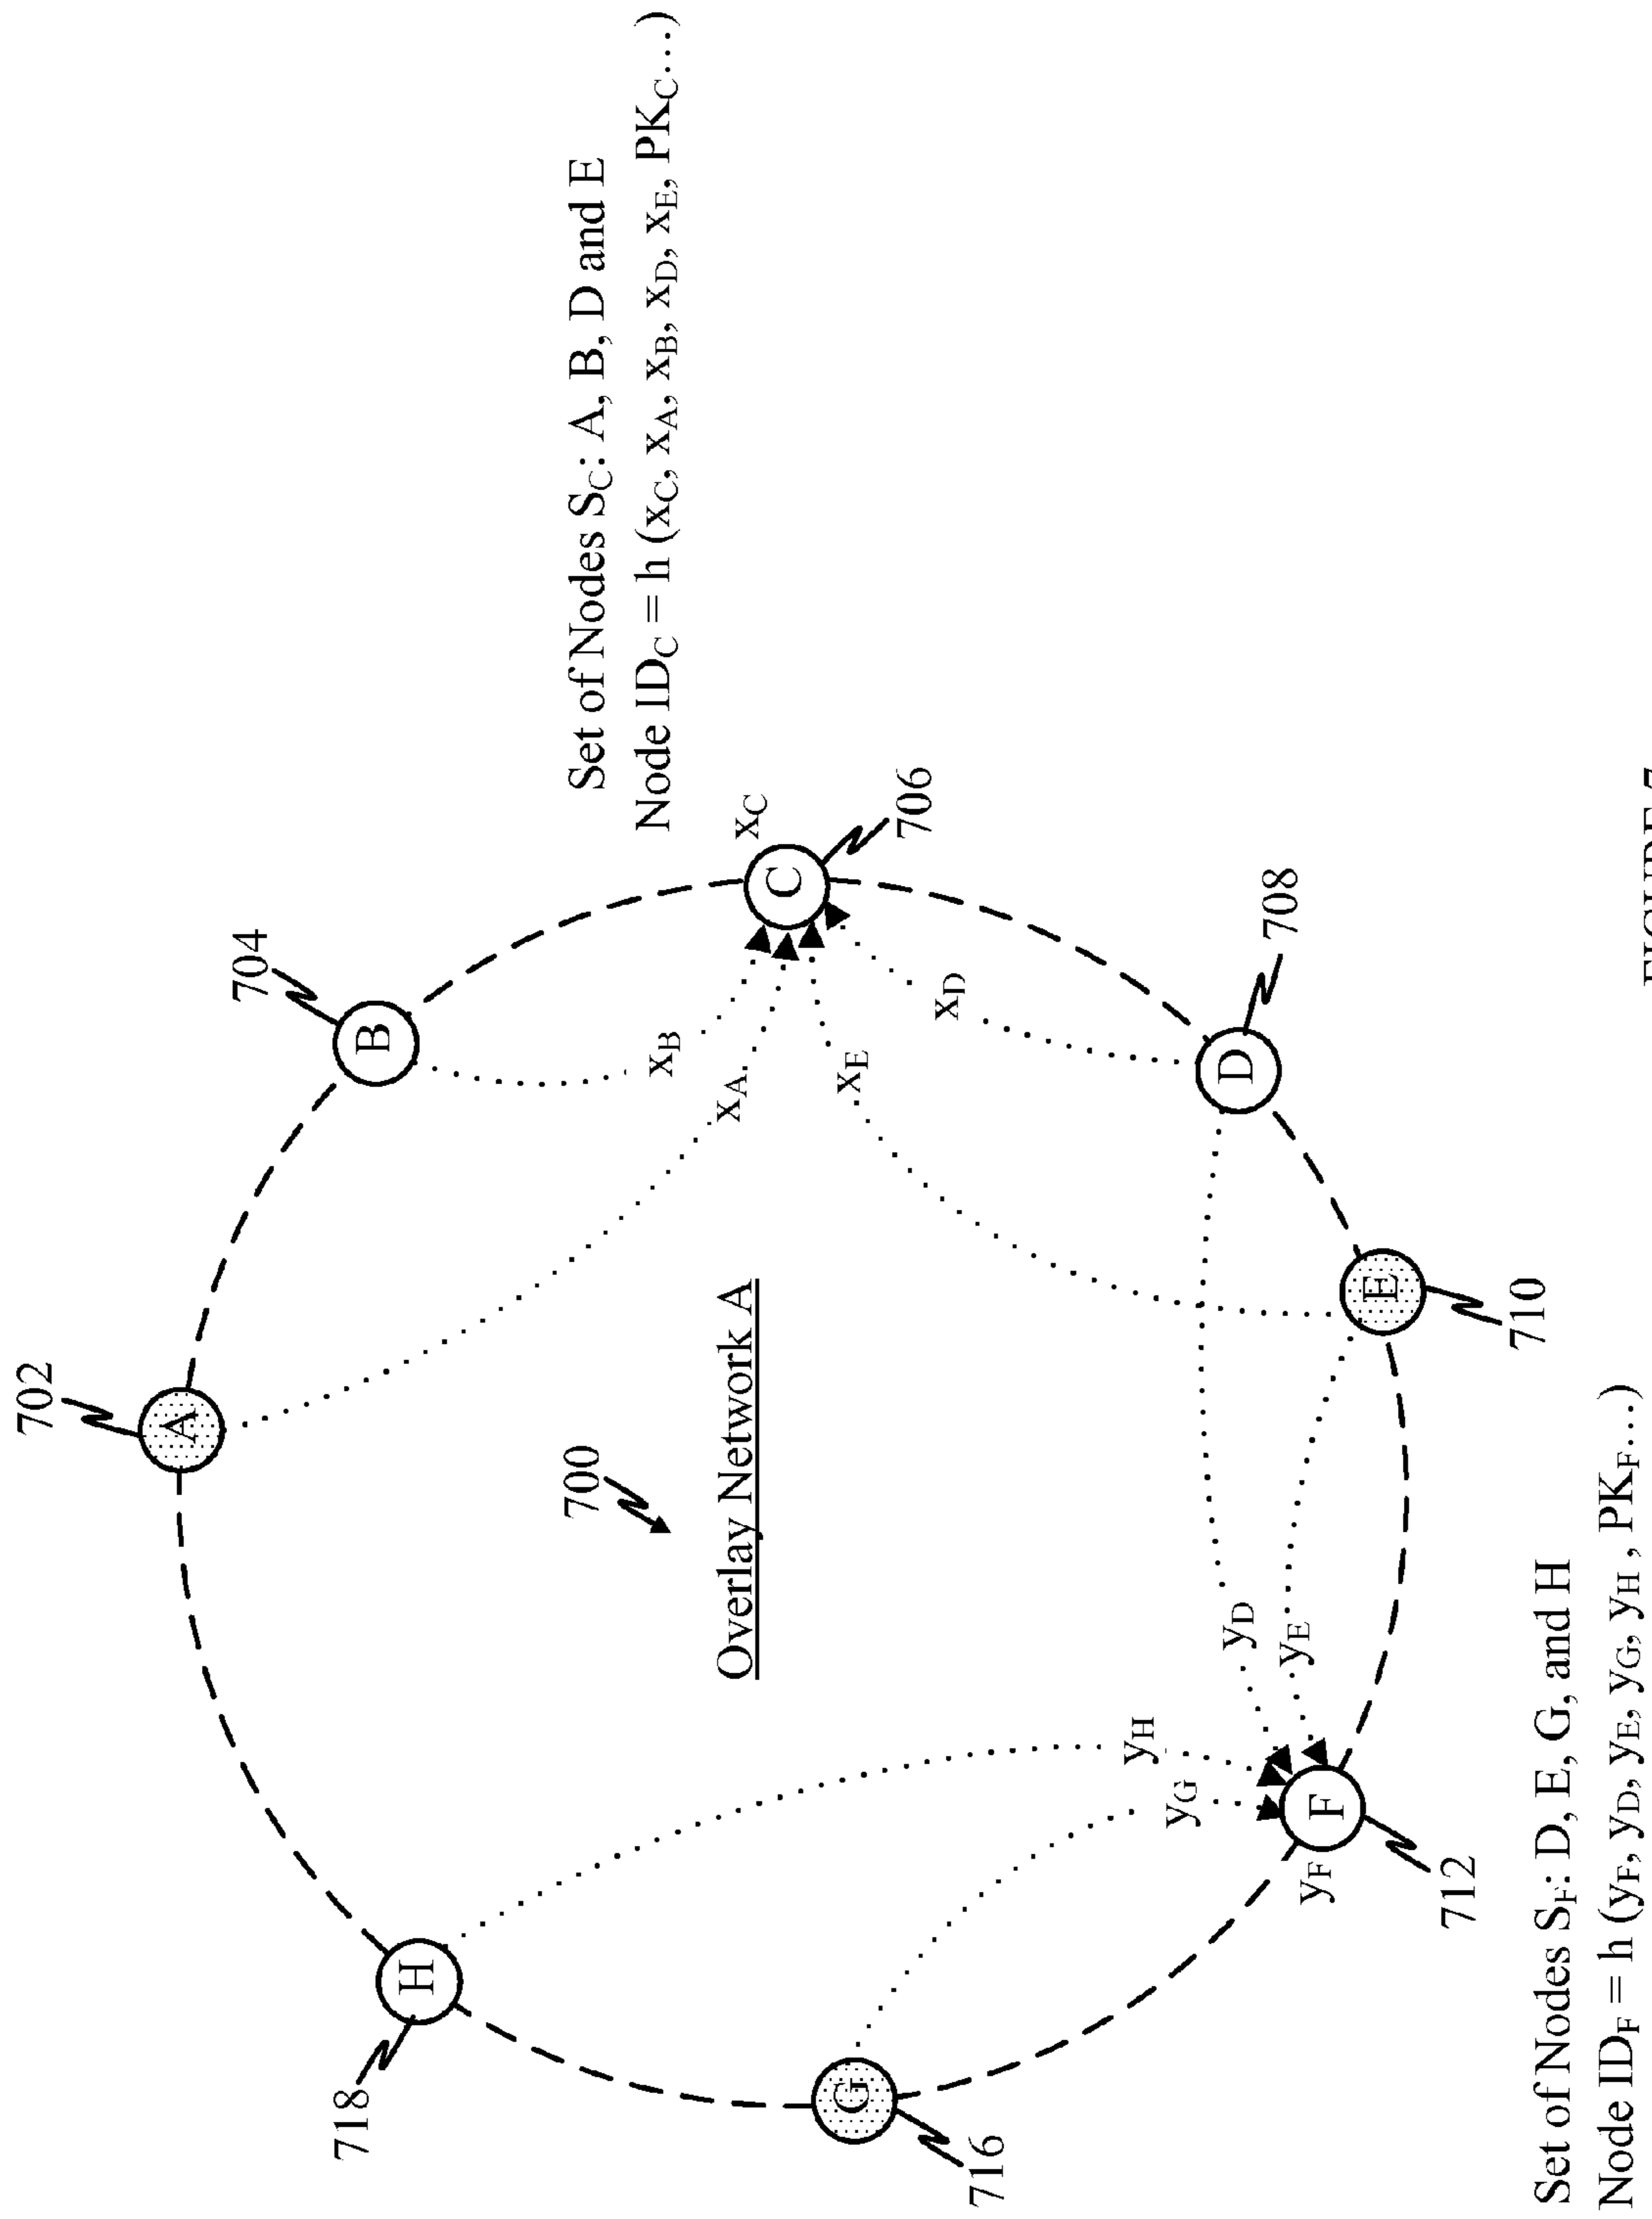 702
A
704
B
718
H
700
Overlay Network A
Set of Nodes S_C: A, B, D and E
Node ID_C = h (x_C, x_A, x_B, x_D, x_E, PK_C...)
x_C
C
706
x_B
x_A
x_E
x_D
G
716
y_H
y_G
y_D
y_E
D
708
E
710
F
y_F
712
Set of Nodes S_F: D, E, G, and H
Node ID_F = h (y_F, y_D, y_E, y_G, y_H , PK_F...)